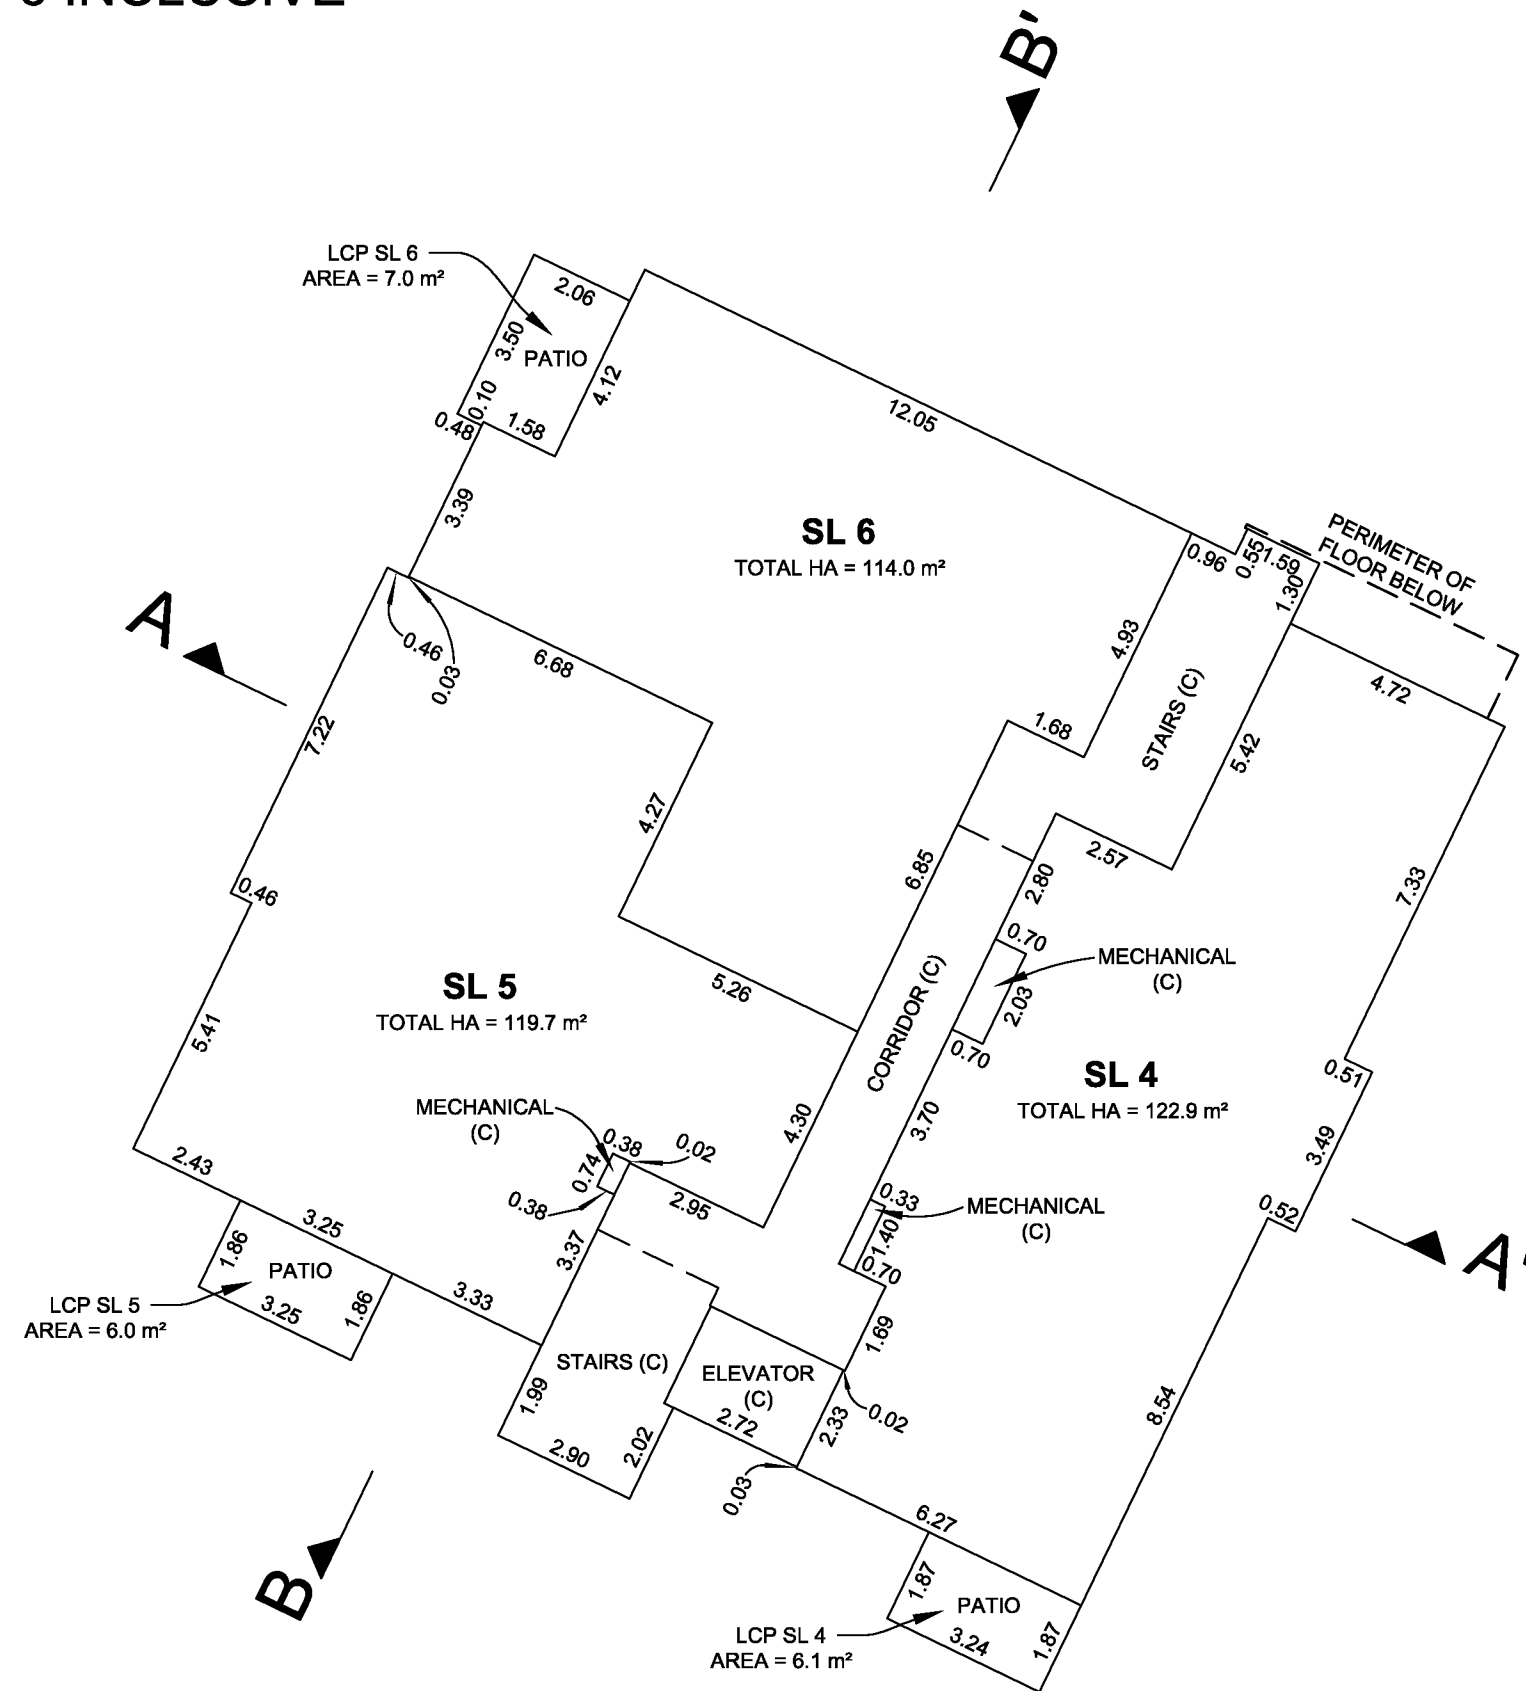 6 INCLUSIVE
B'
LCP SL 6
AREA = 7.0 m²
2.06
3.50
PATIO
4.12
0.10
0.48
1.58
12.05
3.39
SL 6
TOTAL HA = 114.0 m²
0.96
0.55
1.59
1.30
PERIMETER OF
FLOOR BELOW
A
0.46
0.03
6.68
4.93
4.72
7.22
1.68
STAIRS (C)
5.42
4.27
6.85
2.57
2.80
7.33
0.46
0.70
MECHANICAL
(C)
SL 5
TOTAL HA = 119.7 m²
5.26
CORRIDOR (C)
2.03
0.70
5.41
SL 4
TOTAL HA = 122.9 m²
0.51
MECHANICAL
(C)
0.38
0.02
4.30
3.70
3.49
2.43
0.74
0.38
2.95
0.33
MECHANICAL
(C)
0.52
3.25
1.86
PATIO
3.37
1.40
0.70
A'
LCP SL 5
AREA = 6.0 m²
3.25
1.86
3.33
1.69
STAIRS (C)
ELEVATOR
(C)
1.99
2.72
2.33
0.02
8.54
2.90
2.02
0.03
6.27
B
1.87
PATIO
LCP SL 4
AREA = 6.1 m²
3.24
1.87